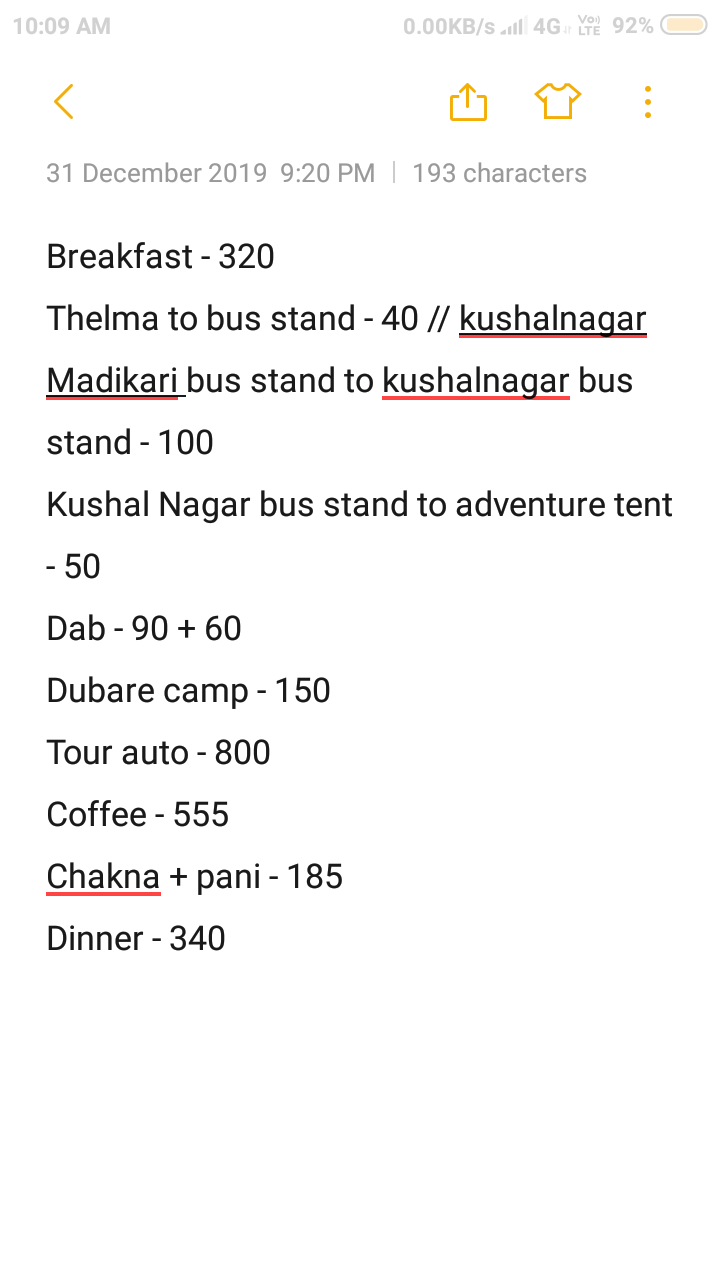 10:09 AM
0.00KB/s 4G VoLTE 92%
31 December 2019 9:20 PM | 193 characters
Breakfast - 320
Thelma to bus stand - 40 // kushalnagar
Madikari bus stand to kushalnagar bus
stand - 100
Kushal Nagar bus stand to adventure tent
- 50
Dab - 90 + 60
Dubare camp - 150
Tour auto - 800
Coffee - 555
Chakna + pani - 185
Dinner - 340